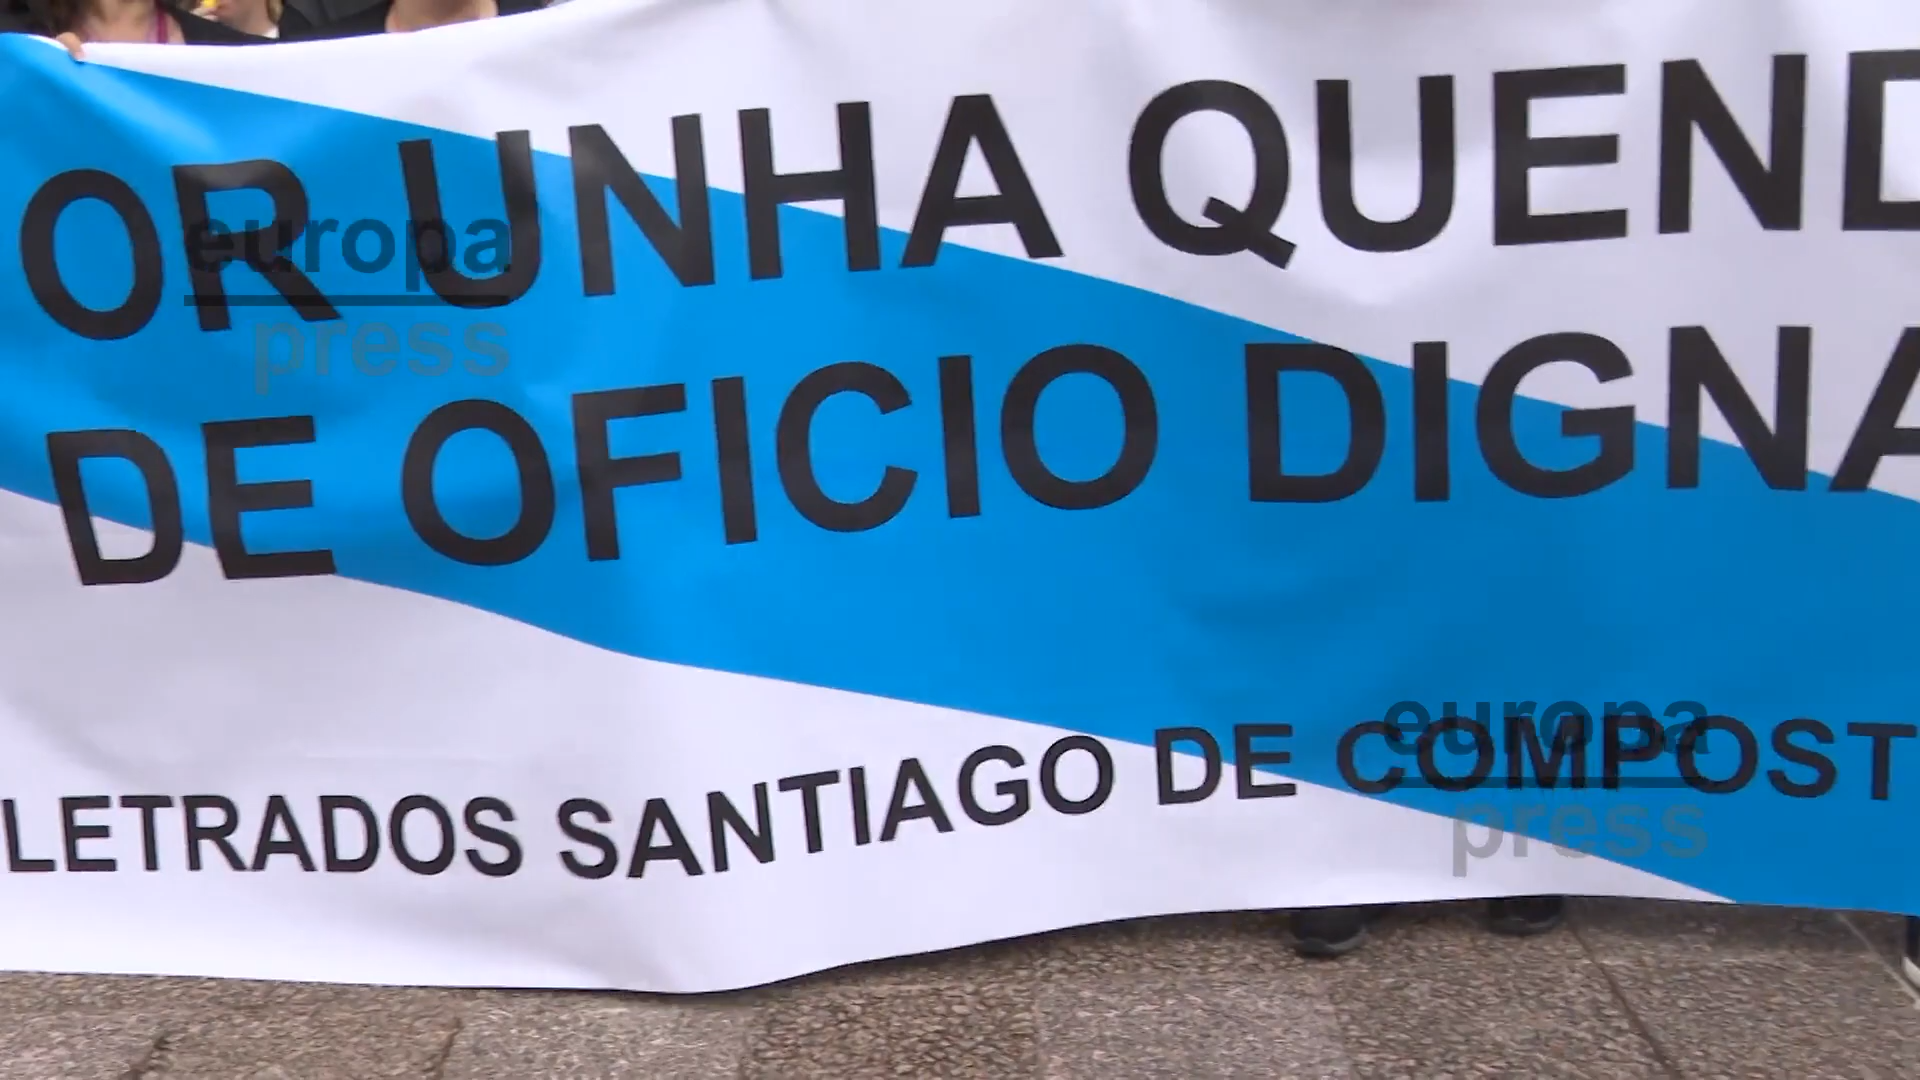 OR UNHA QUEND
DE OFICIO DIGNA
LETRADOS SANTIAGO DE COMPOST
europa
press
europa
press